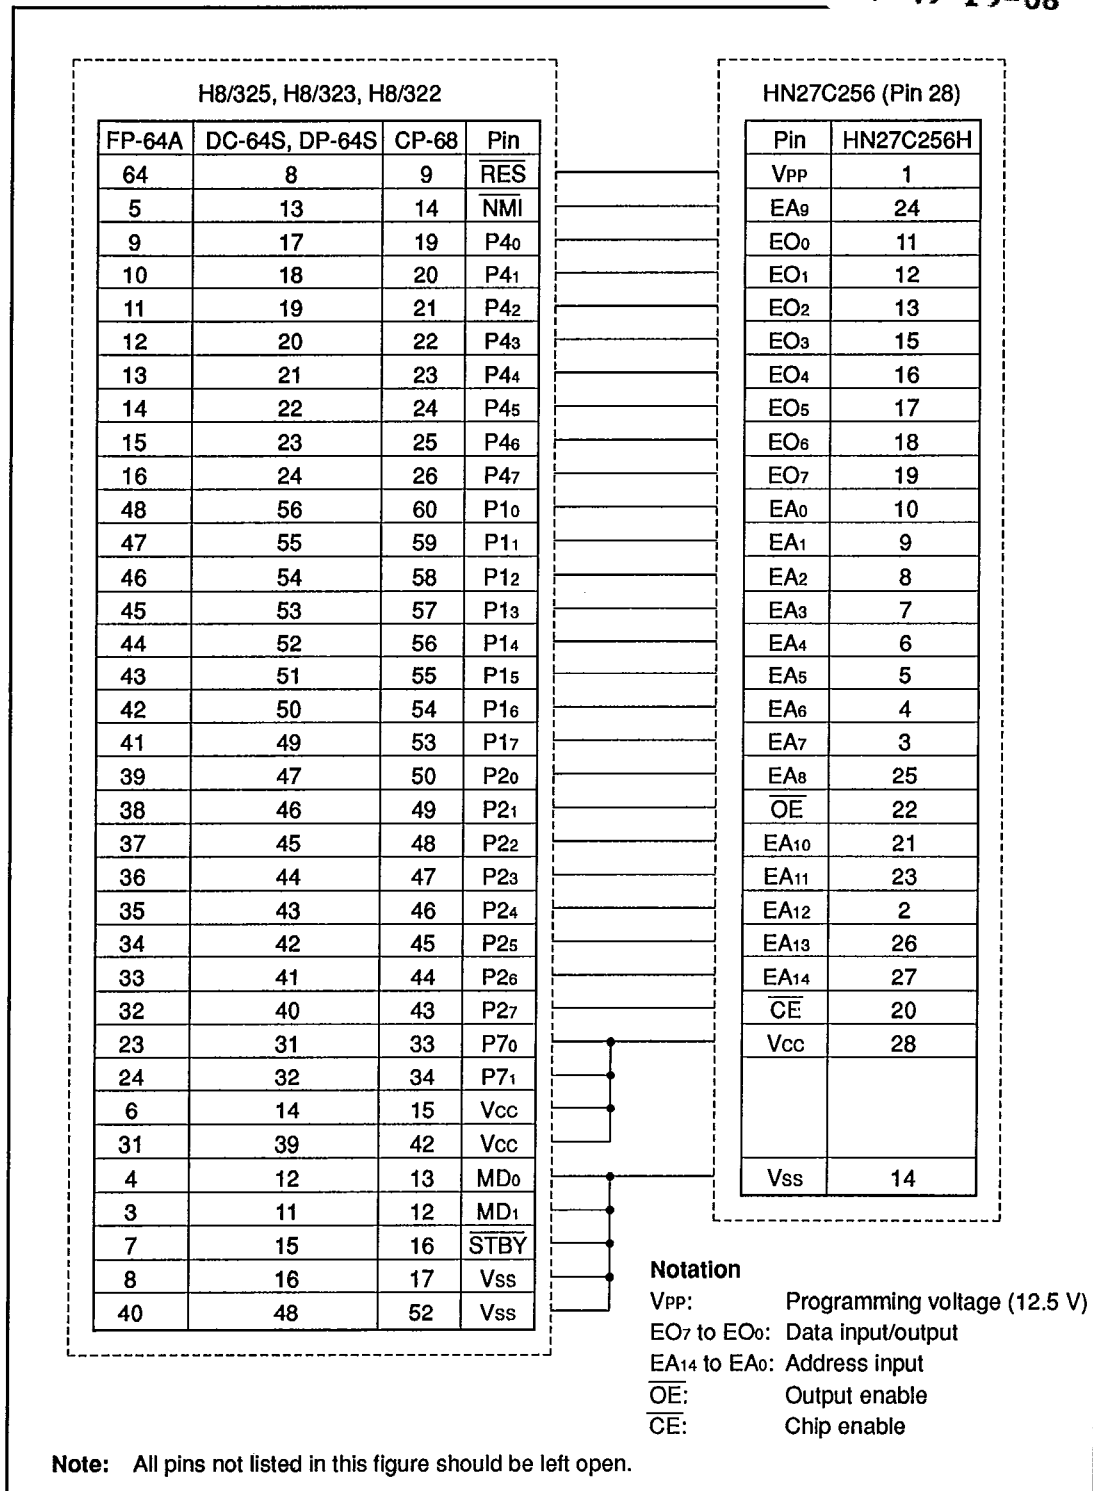 H8/325, H8/323, H8/322
FP-64A DC-64S, DP-64S CP-68 Pin
64 8 9 R̅E̅S̅
5 13 14 N̅M̅I̅
9 17 19 P4₀
10 18 20 P4₁
11 19 21 P4₂
12 20 22 P4₃
13 21 23 P4₄
14 22 24 P4₅
15 23 25 P4₆
16 24 26 P4₇
48 56 60 P1₀
47 55 59 P1₁
46 54 58 P1₂
45 53 57 P1₃
44 52 56 P1₄
43 51 55 P1₅
42 50 54 P1₆
41 49 53 P1₇
39 47 50 P2₀
38 46 49 P2₁
37 45 48 P2₂
36 44 47 P2₃
35 43 46 P2₄
34 42 45 P2₅
33 41 44 P2₆
32 40 43 P2₇
23 31 33 P7₀
24 32 34 P7₁
6 14 15 Vcc
31 39 42 Vcc
4 12 13 MD₀
3 11 12 MD₁
7 15 16 S̅T̅B̅Y̅
8 16 17 Vss
40 48 52 Vss
HN27C256 (Pin 28)
Pin HN27C256H
VPP 1
EA₉ 24
EO₀ 11
EO₁ 12
EO₂ 13
EO₃ 15
EO₄ 16
EO₅ 17
EO₆ 18
EO₇ 19
EA₀ 10
EA₁ 9
EA₂ 8
EA₃ 7
EA₄ 6
EA₅ 5
EA₆ 4
EA₇ 3
EA₈ 25
O̅E̅ 22
EA₁₀ 21
EA₁₁ 23
EA₁₂ 2
EA₁₃ 26
EA₁₄ 27
C̅E̅ 20
Vcc 28
Vss 14
Notation
VPP: Programming voltage (12.5 V)
EO₇ to EO₀: Data input/output
EA₁₄ to EA₀: Address input
O̅E̅: Output enable
C̅E̅: Chip enable
Note: All pins not listed in this figure should be left open.